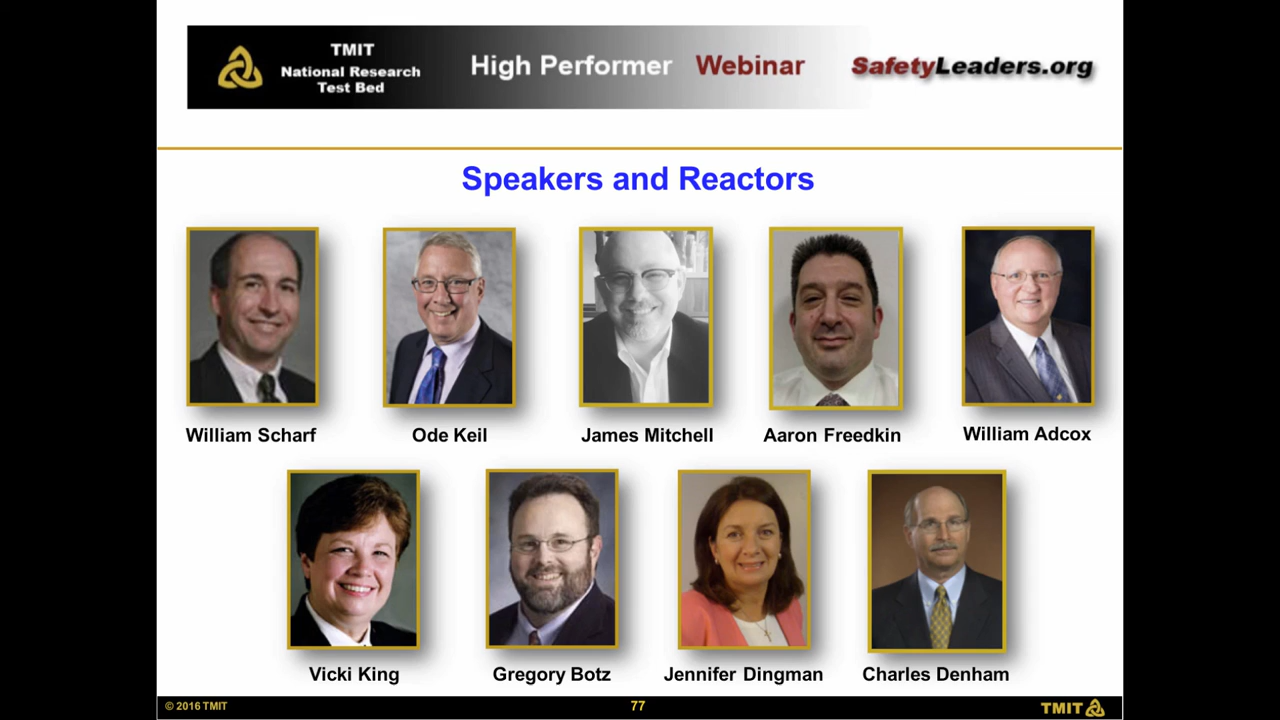 TMIT
National Research
Test Bed
High Performer Webinar
SafetyLeaders.org
Speakers and Reactors
William Scharf
Ode Keil
James Mitchell
Aaron Freedkin
William Adcox
Vicki King
Gregory Botz
Jennifer Dingman
Charles Denham
© 2016 TMIT
77
TMIT